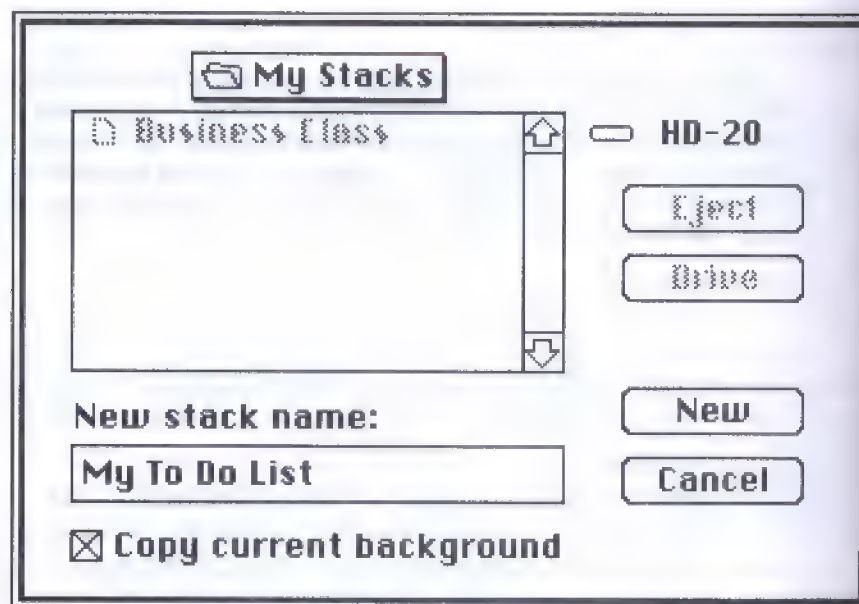 My Stacks
Business Class
HD-20
Eject
Drive
New stack name:
New
My To Do List
Cancel
Copy current background